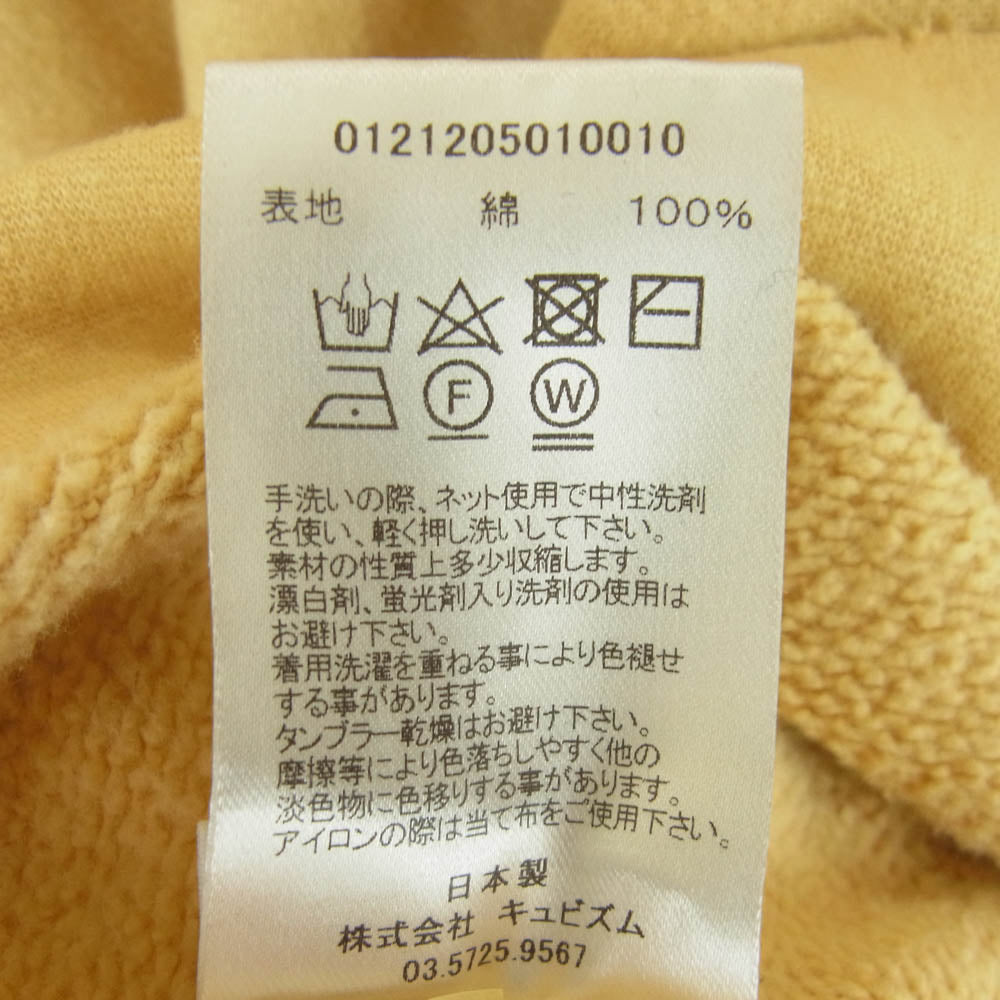 0121205010010
表地 綿 100%
F W
手洗いの際、ネット使用で中性洗剤
を使い、軽く押し洗いして下さい。
素材の性質上多少収縮します。
漂白剤、蛍光剤入り洗剤の使用は
お避け下さい。
着用洗濯を重ねる事により色褪せ
する事があります。
タンブラー乾燥はお避け下さい。
摩擦等により色落ちしやすく他の
淡色物に色移りする事があります。
アイロンの際は当て布をご使用下さい。
日本製
株式会社 キュビズム
03.5725.9567